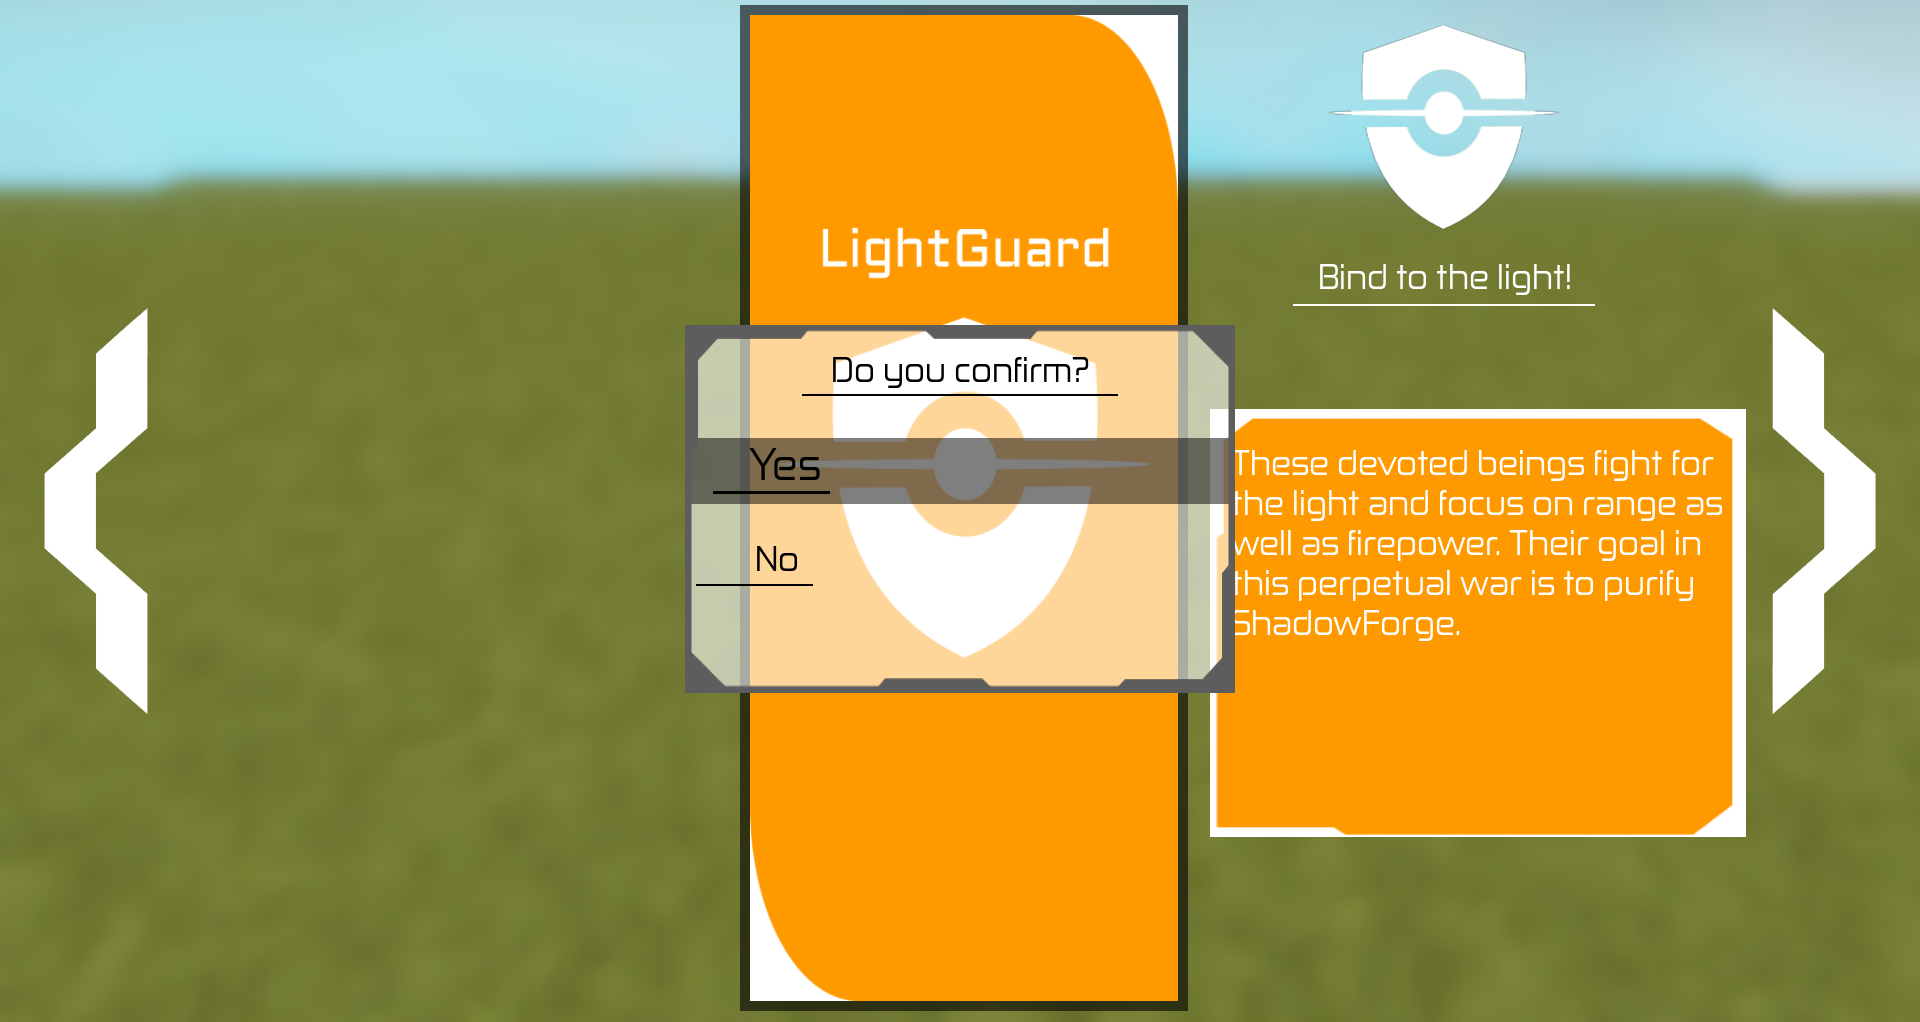 LightGuard
Bind to the light!
Do you confirm?
Yes
No
These devoted beings fight for
the light and focus on range as
well as firepower. Their goal in
this perpetual war is to purify
ShadowForge.